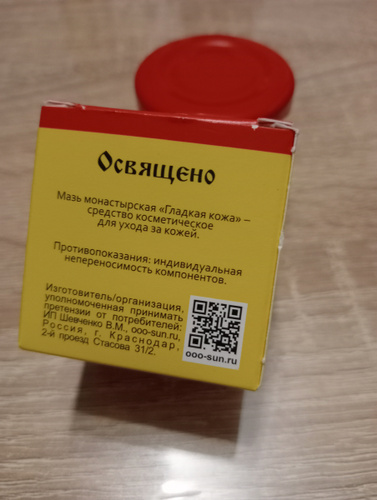 Освящено
Мазь монастырская «Гладкая кожа» –
средство косметическое
для ухода за кожей.
Противопоказания: индивидуальная
непереносимость компонентов.
Изготовитель/организация,
уполномоченная принимать
претензии от потребителей:
ИП Шевченко В.М., ooo-sun.ru,
Россия, г. Краснодар,
2-й проезд Стасова 31/2.
ooo-sun.ru